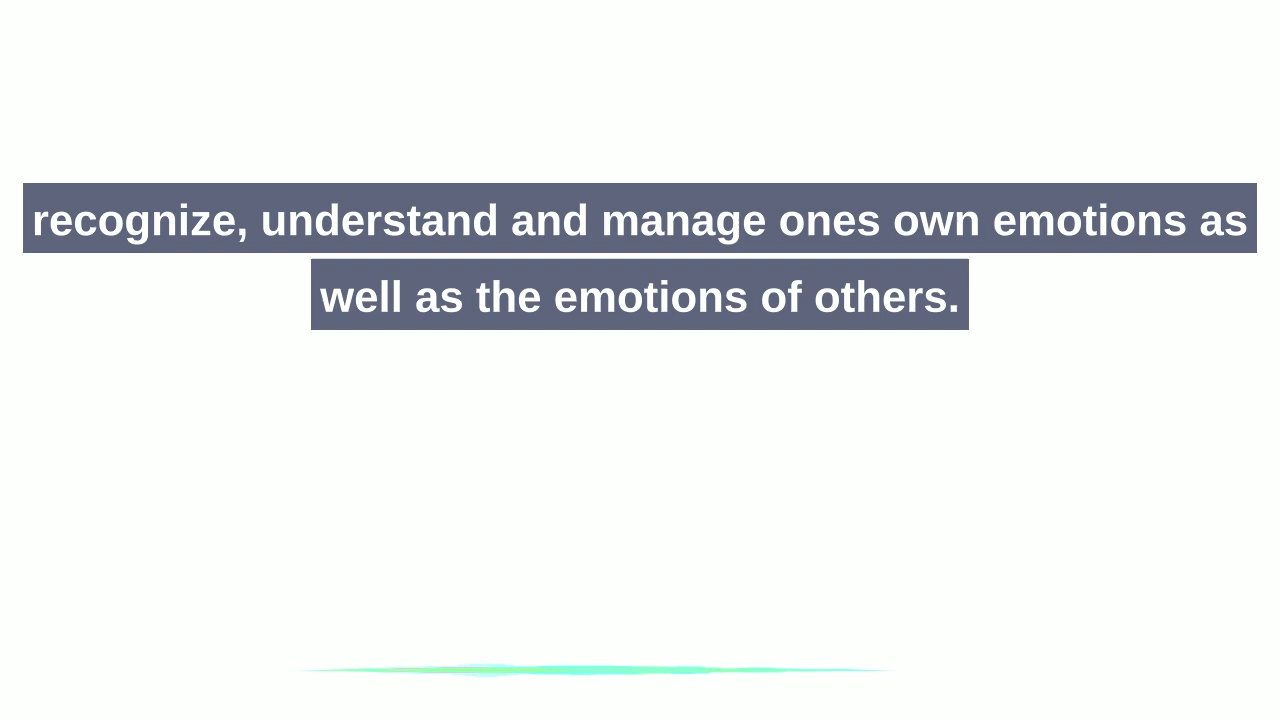 recognize, understand and manage ones own emotions as
well as the emotions of others.